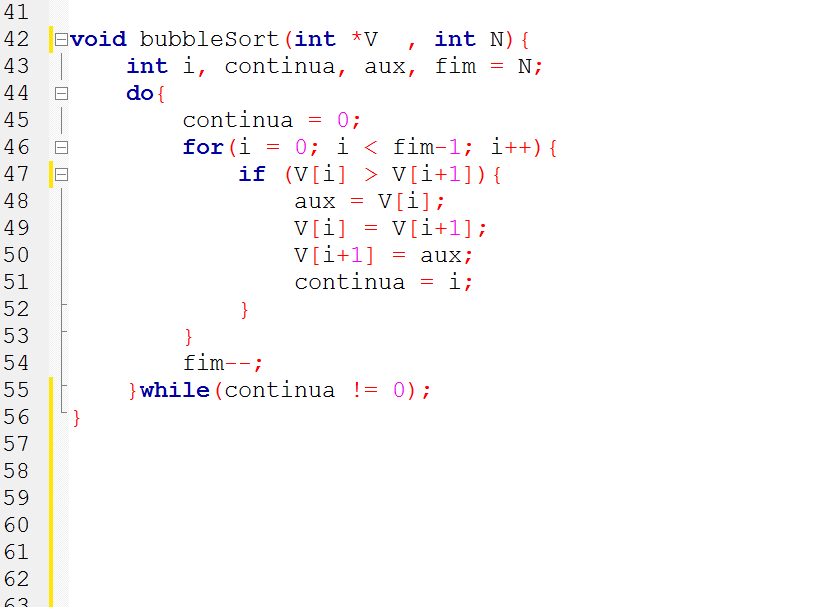 41
42 void bubbleSort(int *V  , int N){
43     int i, continua, aux, fim = N;
44     do{
45         continua = 0;
46         for(i = 0; i < fim-1; i++){
47             if (V[i] > V[i+1]){
48                 aux = V[i];
49                 V[i] = V[i+1];
50                 V[i+1] = aux;
51                 continua = i;
52             }
53         }
54         fim--;
55     }while(continua != 0);
56 }
57
58
59
60
61
62
63